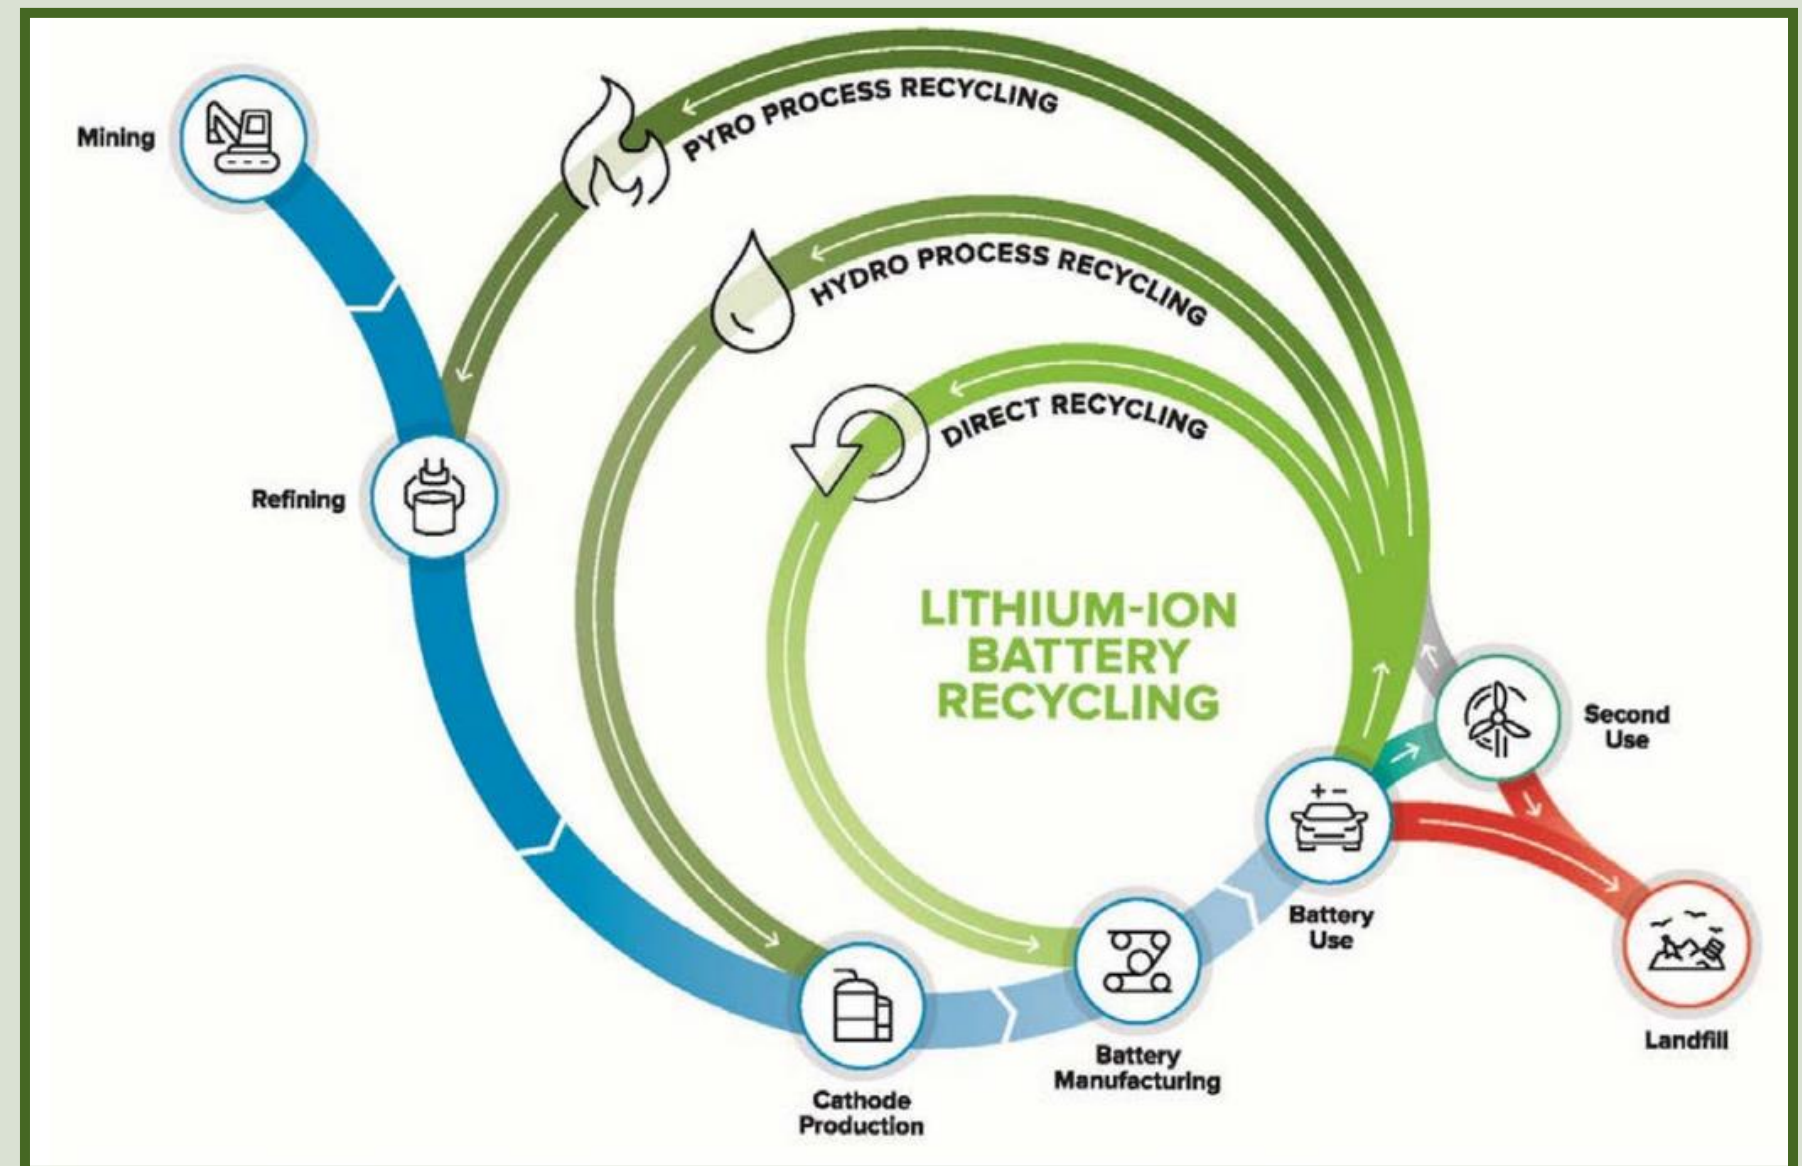 Mining
PYRO PROCESS RECYCLING
HYDRO PROCESS RECYCLING
DIRECT RECYCLING
Refining
LITHIUM-ION
BATTERY
RECYCLING
Second
Use
+ −
Battery
Use
Landfill
Battery
Manufacturing
Cathode
Production